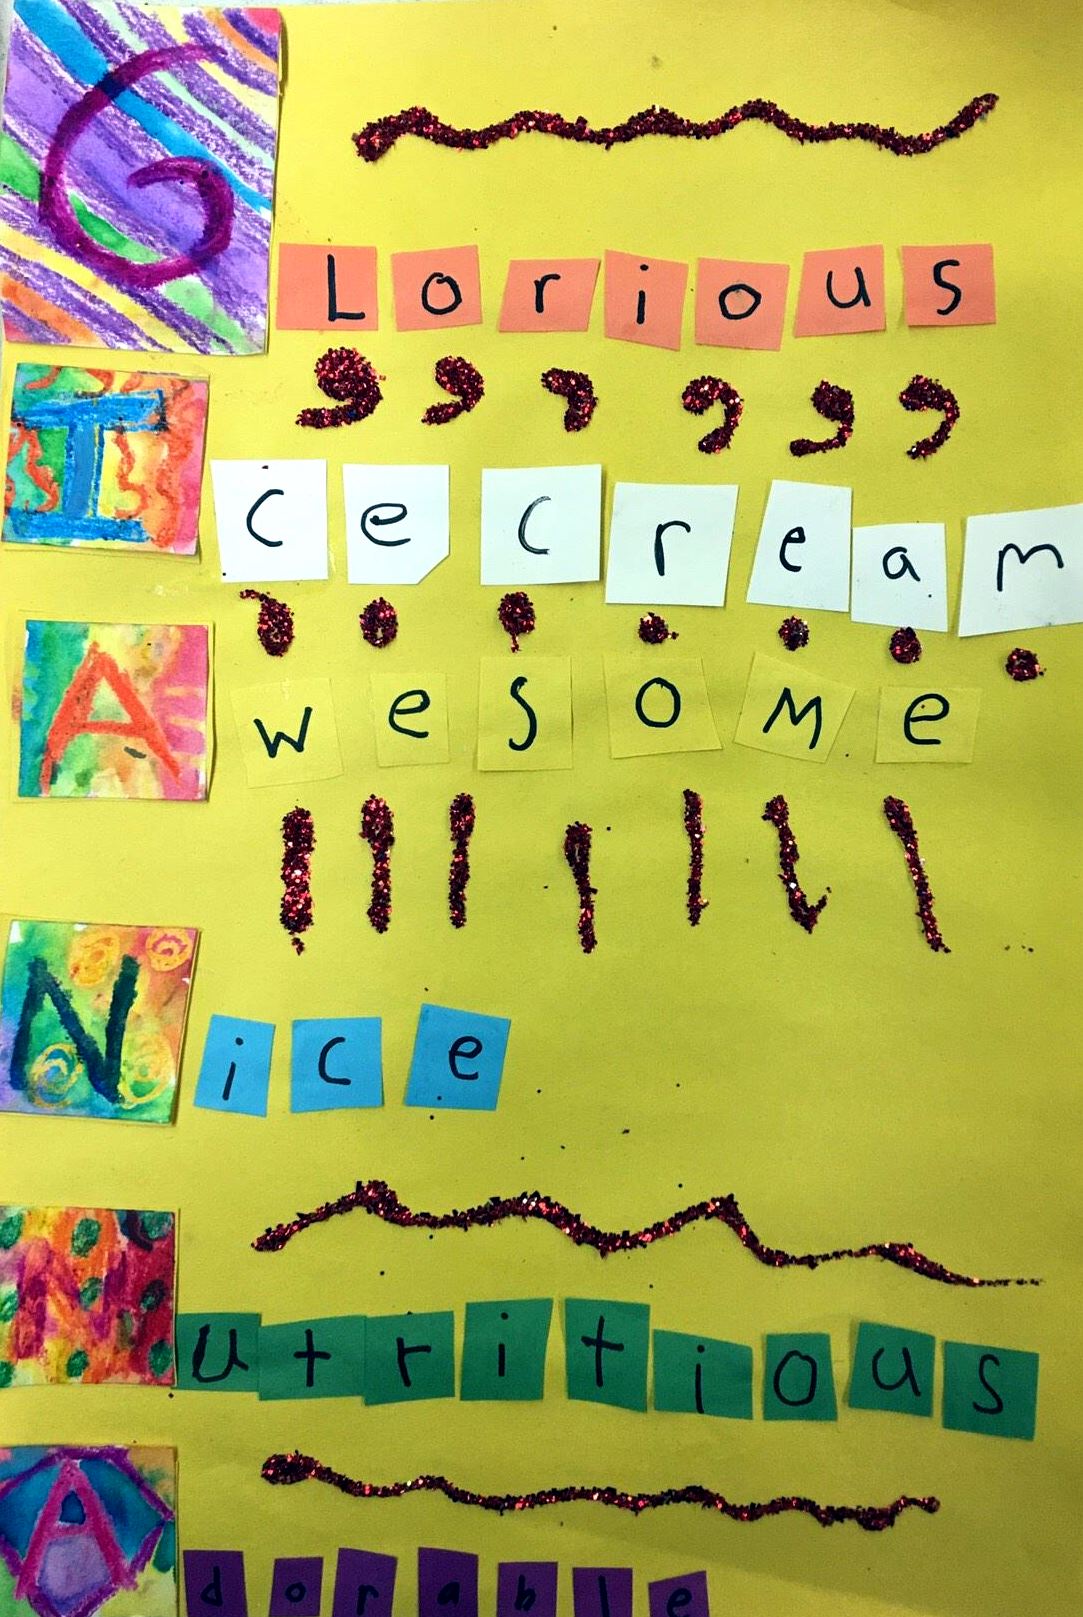 GLorious
Icecream
Awesome
Nice
Nutritious
Adorable